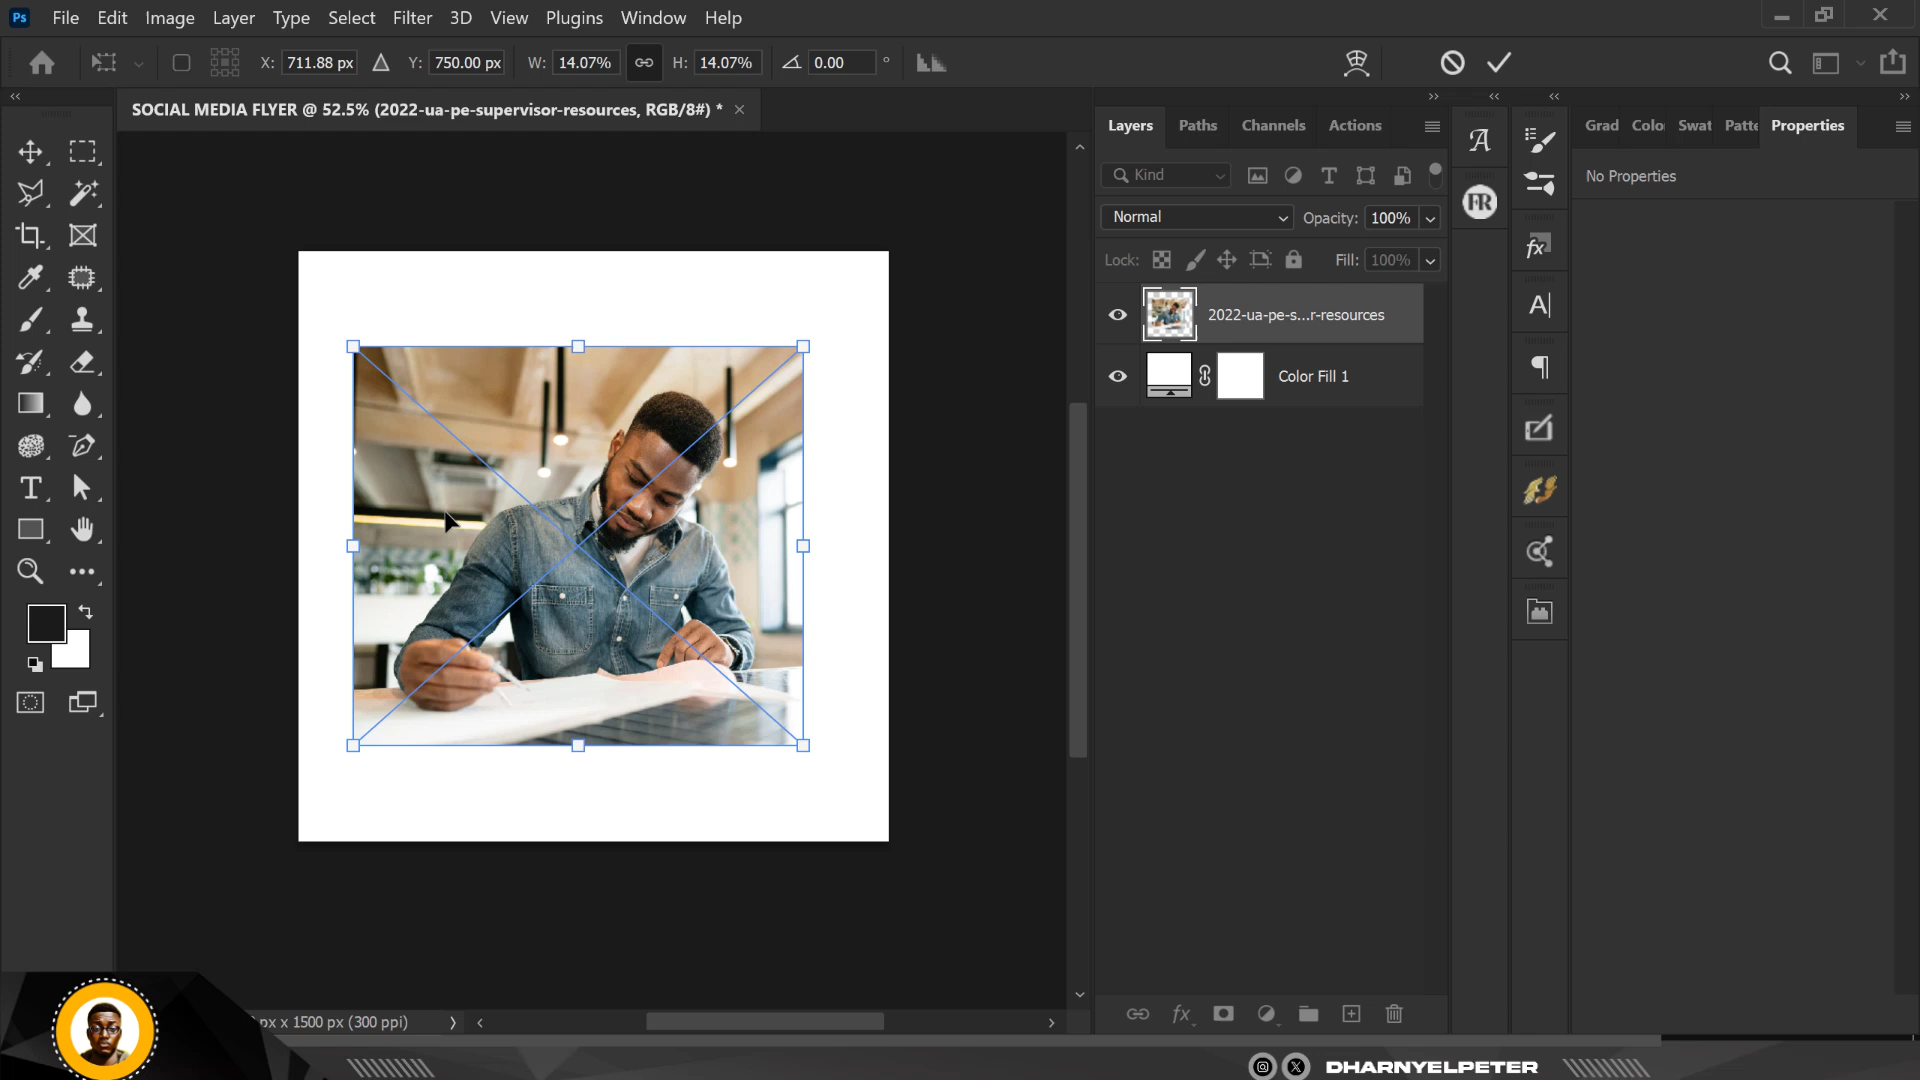 Ps File Edit Image Layer Type Select Filter 3D View Plugins Window Help
X: 711.88 px Y: 750.00 px W: 14.07% H: 14.07% 0.00 °
SOCIAL MEDIA FLYER @ 52.5% (2022-ua-pe-supervisor-resources, RGB/8#) * ×
Layers Paths Channels Actions
Grad Colo Swat Patte Properties
Kind
No Properties
Normal Opacity: 100%
Lock: Fill: 100%
2022-ua-pe-s...r-resources
Color Fill 1
FR
px x 1500 px (300 ppi)
DHARNYELPETER